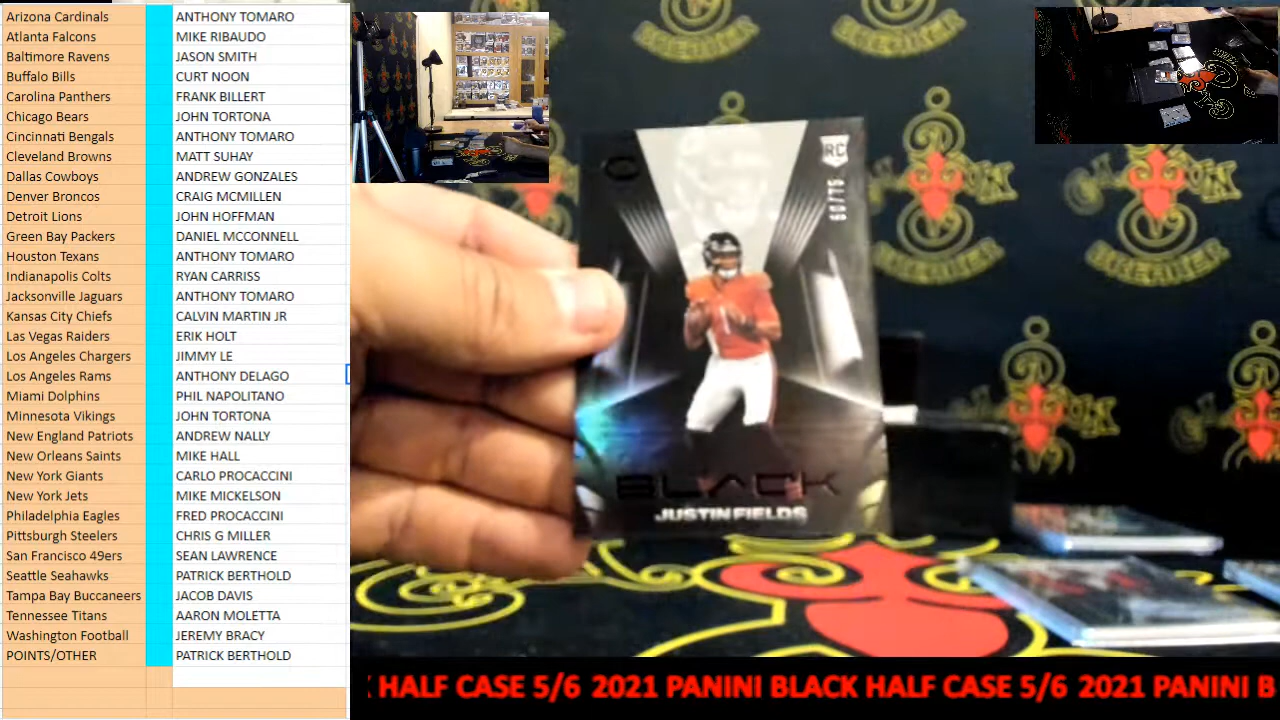 Arizona Cardinals ANTHONY TOMARO
Atlanta Falcons MIKE RIBAUDO
Baltimore Ravens JASON SMITH
Buffalo Bills CURT NOON
Carolina Panthers FRANK BILLERT
Chicago Bears JOHN TORTONA
Cincinnati Bengals ANTHONY TOMARO
Cleveland Browns MATT SUHAY
Dallas Cowboys ANDREW GONZALES
Denver Broncos CRAIG MCMILLEN
Detroit Lions JOHN HOFFMAN
Green Bay Packers DANIEL MCCONNELL
Houston Texans ANTHONY TOMARO
Indianapolis Colts RYAN CARRISS
Jacksonville Jaguars ANTHONY TOMARO
Kansas City Chiefs CALVIN MARTIN JR
Las Vegas Raiders ERIK HOLT
Los Angeles Chargers JIMMY LE
Los Angeles Rams ANTHONY DELAGO
Miami Dolphins PHIL NAPOLITANO
Minnesota Vikings JOHN TORTONA
New England Patriots ANDREW NALLY
New Orleans Saints MIKE HALL
New York Giants CARLO PROCACCINI
New York Jets MIKE MICKELSON
Philadelphia Eagles FRED PROCACCINI
Pittsburgh Steelers CHRIS G MILLER
San Francisco 49ers SEAN LAWRENCE
Seattle Seahawks PATRICK BERTHOLD
Tampa Bay Buccaneers JACOB DAVIS
Tennessee Titans AARON MOLETTA
Washington Football JEREMY BRACY
POINTS/OTHER PATRICK BERTHOLD
RC
BLACK
JUSTIN FIELDS
HALF CASE 5/6 2021 PANINI BLACK HALF CASE 5/6 2021 PANINI B